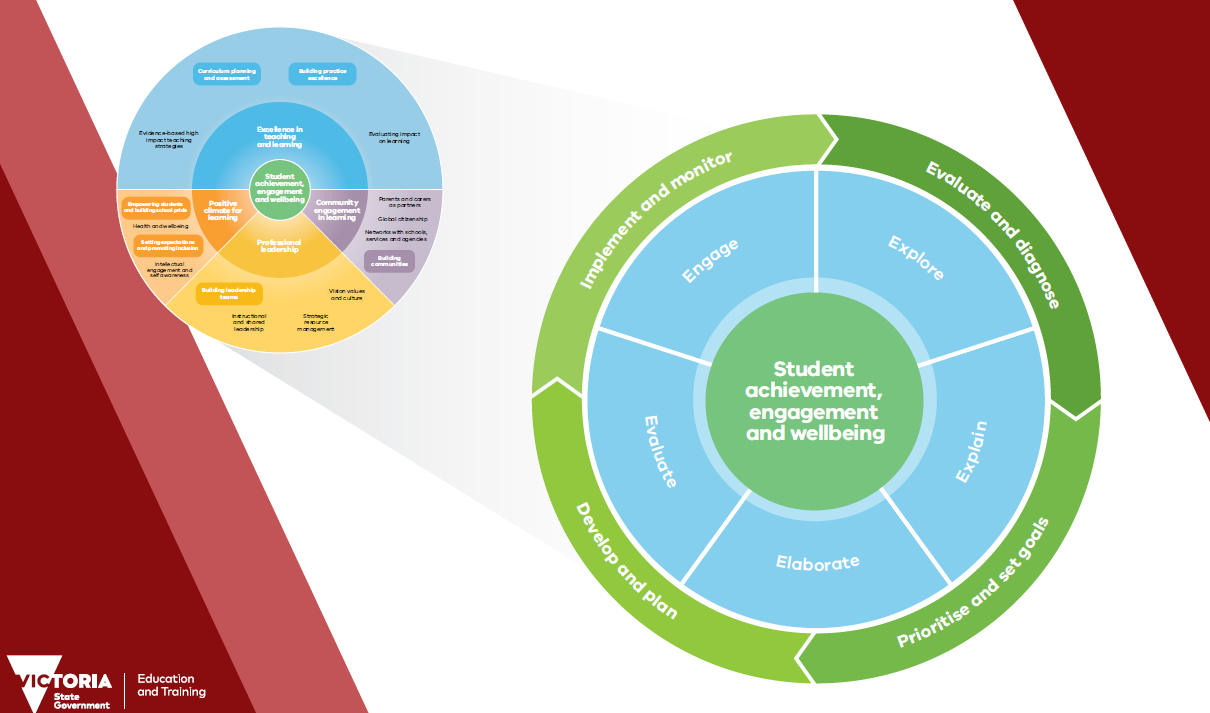 Curriculum planning
and assessment
Building practice
excellence
Evidence-based high
impact teaching
strategies
Excellence in
teaching
and learning
Evaluating impact
on learning
Student
achievement,
engagement
and wellbeing
Empowering students
and building school pride
Health and wellbeing
Setting expectations
and promoting inclusion
Intellectual
engagement and
self awareness
Positive
climate for
learning
Community
engagement
in learning
Parents and carers
as partners
Global citizenship
Networks with schools,
services and agencies
Building
communities
Professional
leadership
Building leadership
teams
Instructional
and shared
leadership
Strategic
resource
management
Vision values
and culture
Implement and monitor
Evaluate and diagnose
Prioritise and set goals
Develop and plan
Engage
Explore
Explain
Elaborate
Evaluate
Student
achievement,
engagement
and wellbeing
VICTORIA
State
Government
Education
and Training